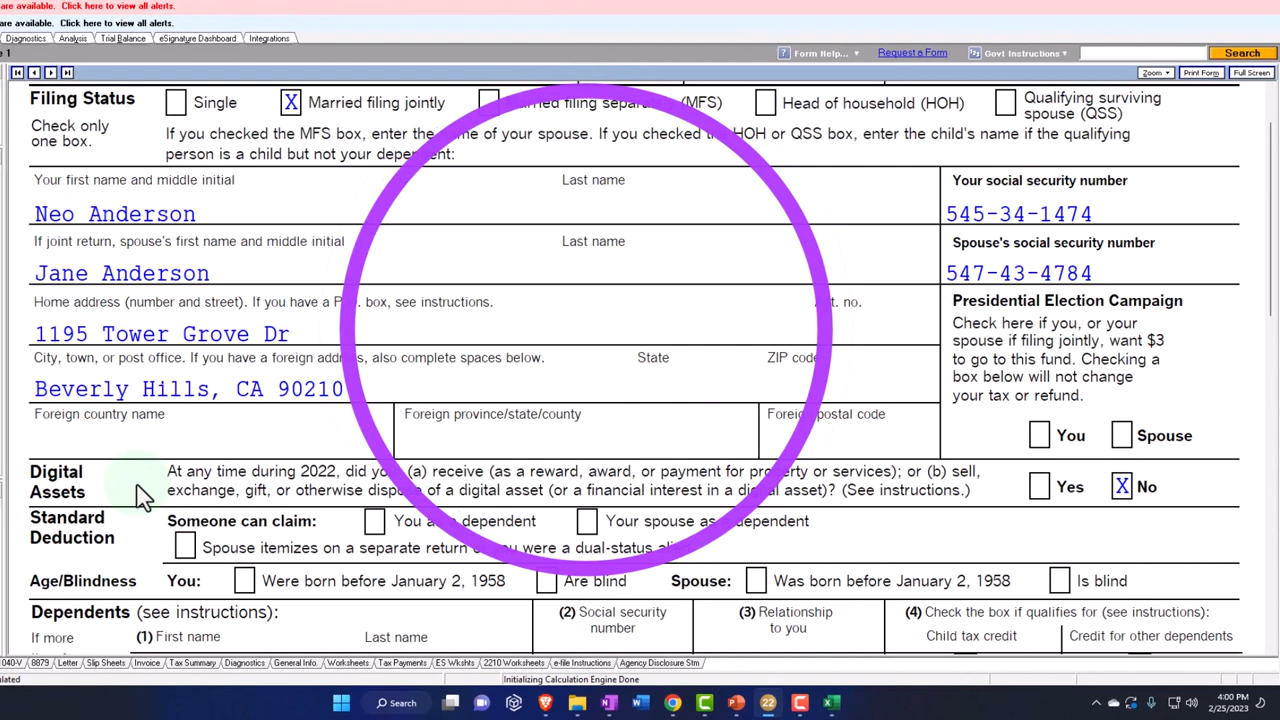 are available. Click here to view all alerts.
are available. Click here to view all alerts.
Diagnostics Analysis Trial Balance eSignature Dashboard Integrations
1 ? Form Help... Request a Form Govt Instructions Search
Zoom Print Form Full Screen
Filing Status Single X Married filing jointly Married filing separately (MFS) Head of household (HOH) Qualifying surviving spouse (QSS)
Check only one box.
If you checked the MFS box, enter the name of your spouse. If you checked the HOH or QSS box, enter the child's name if the qualifying
person is a child but not your dependent:
Your first name and middle initial Last name Your social security number
Neo Anderson 545-34-1474
If joint return, spouse's first name and middle initial Last name Spouse's social security number
Jane Anderson 547-43-4784
Home address (number and street). If you have a P.O. box, see instructions. Apt. no. Presidential Election Campaign
1195 Tower Grove Dr
City, town, or post office. If you have a foreign address, also complete spaces below. State ZIP code
Beverly Hills, CA 90210
Check here if you, or your
spouse if filing jointly, want $3
to go to this fund. Checking a
box below will not change
your tax or refund.
Foreign country name Foreign province/state/county Foreign postal code
You Spouse
Digital Assets
At any time during 2022, did you: (a) receive (as a reward, award, or payment for property or services); or (b) sell,
exchange, gift, or otherwise dispose of a digital asset (or a financial interest in a digital asset)? (See instructions.) Yes X No
Standard Deduction
Someone can claim: You as a dependent Your spouse as a dependent
Spouse itemizes on a separate return or you were a dual-status alien
Age/Blindness You: Were born before January 2, 1958 Are blind Spouse: Was born before January 2, 1958 Is blind
Dependents (see instructions): (2) Social security number (3) Relationship to you (4) Check the box if qualifies for (see instructions):
If more (1) First name Last name Child tax credit Credit for other dependents
1040-V 8879 Letter Slip Sheets Invoice Tax Summary Diagnostics General Info. Worksheets Tax Payments ES Wkshts 2210 Worksheets e-file Instructions Agency Disclosure Stm
ulated Initializing Calculation Engine Done
Search 22 4:00 PM
2/25/2023